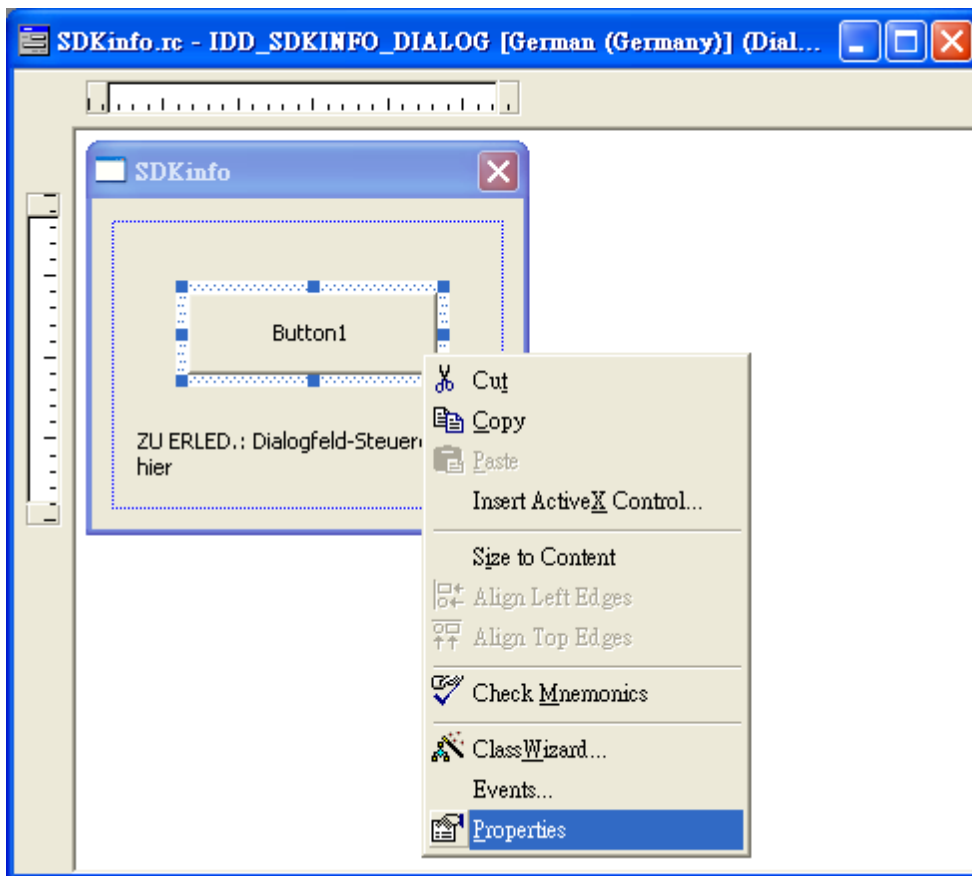 SDKinfo.rc - IDD_SDKINFO_DIALOG [German (Germany)] (Dial...
SDKinfo
Button1
ZU ERLED.: Dialogfeld-Steuer
hier
Cut
Copy
Paste
Insert ActiveX Control...
Size to Content
Align Left Edges
Align Top Edges
Check Mnemonics
ClassWizard...
Events...
Properties